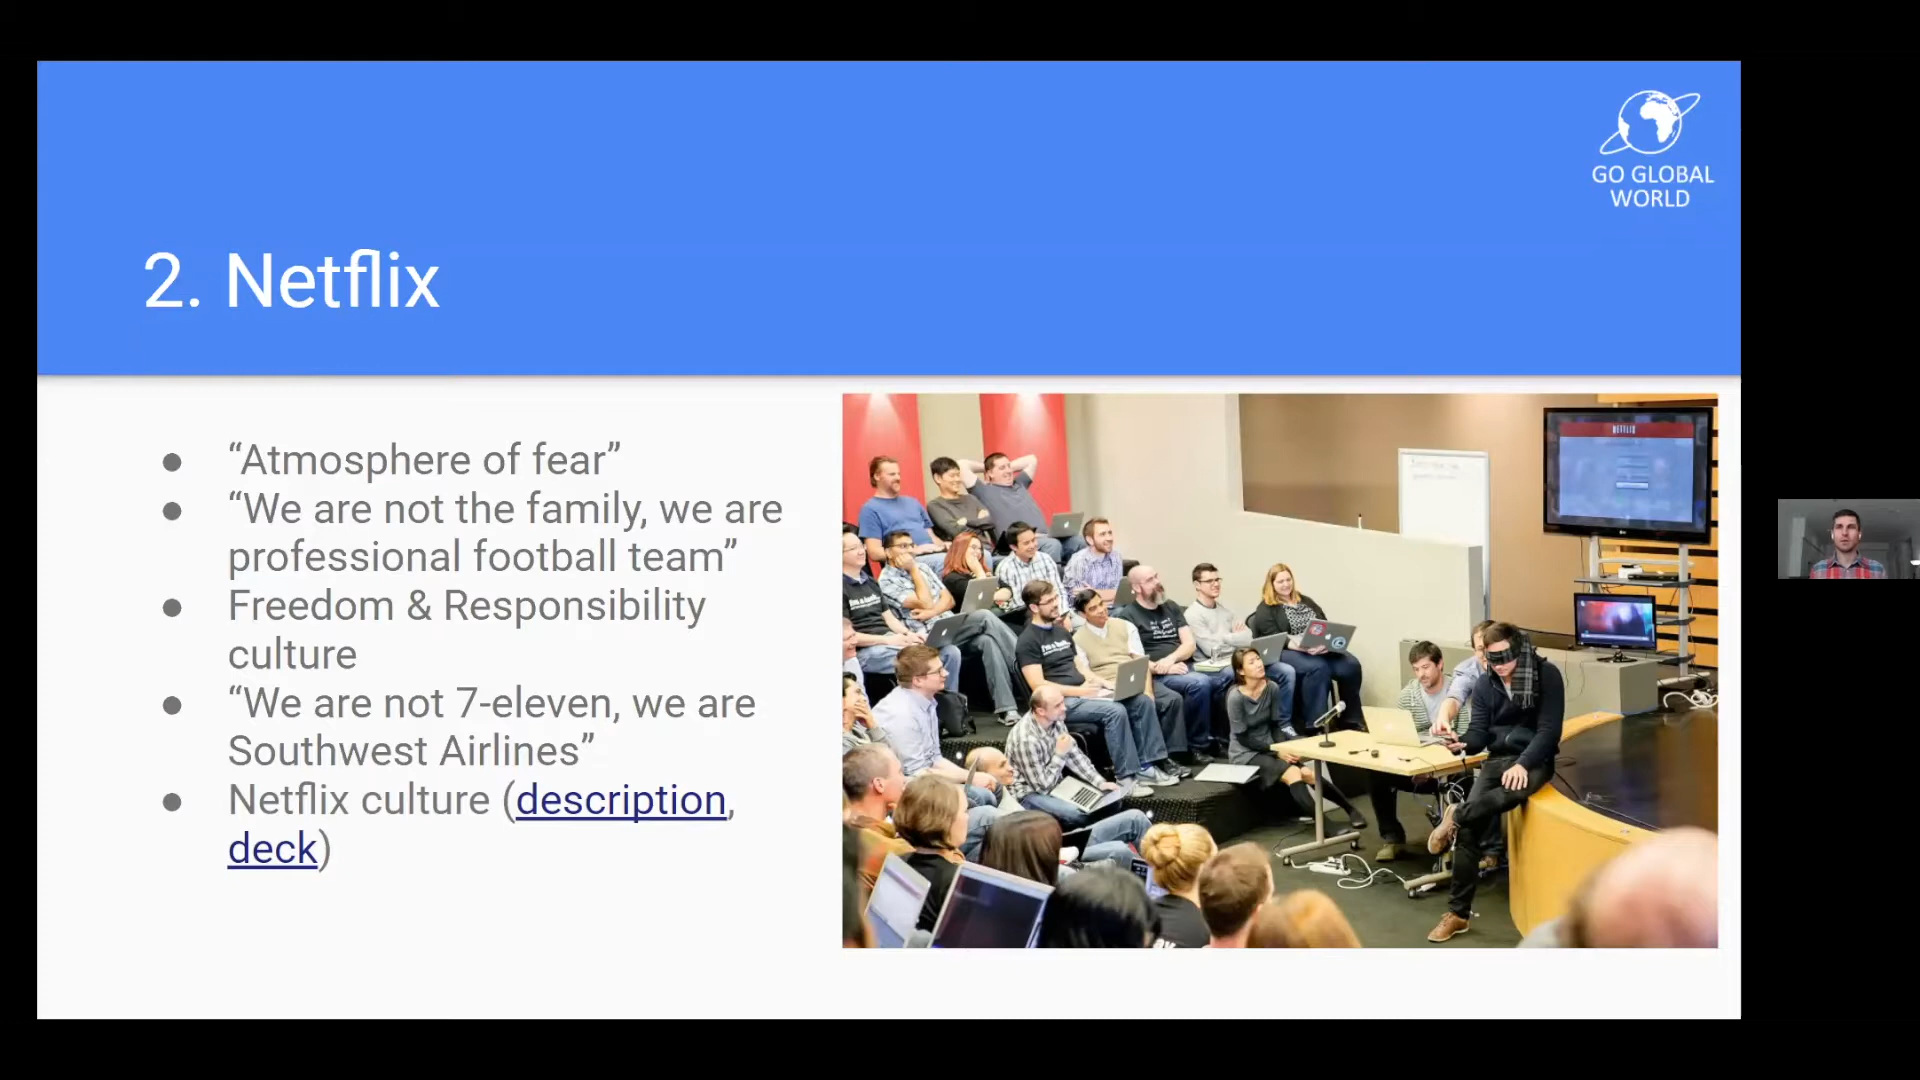 GO GLOBAL
WORLD
2. Netflix
● “Atmosphere of fear”
● “We are not the family, we are
professional football team”
● Freedom & Responsibility
culture
● “We are not 7-eleven, we are
Southwest Airlines”
● Netflix culture (description,
deck)
NETFLIX